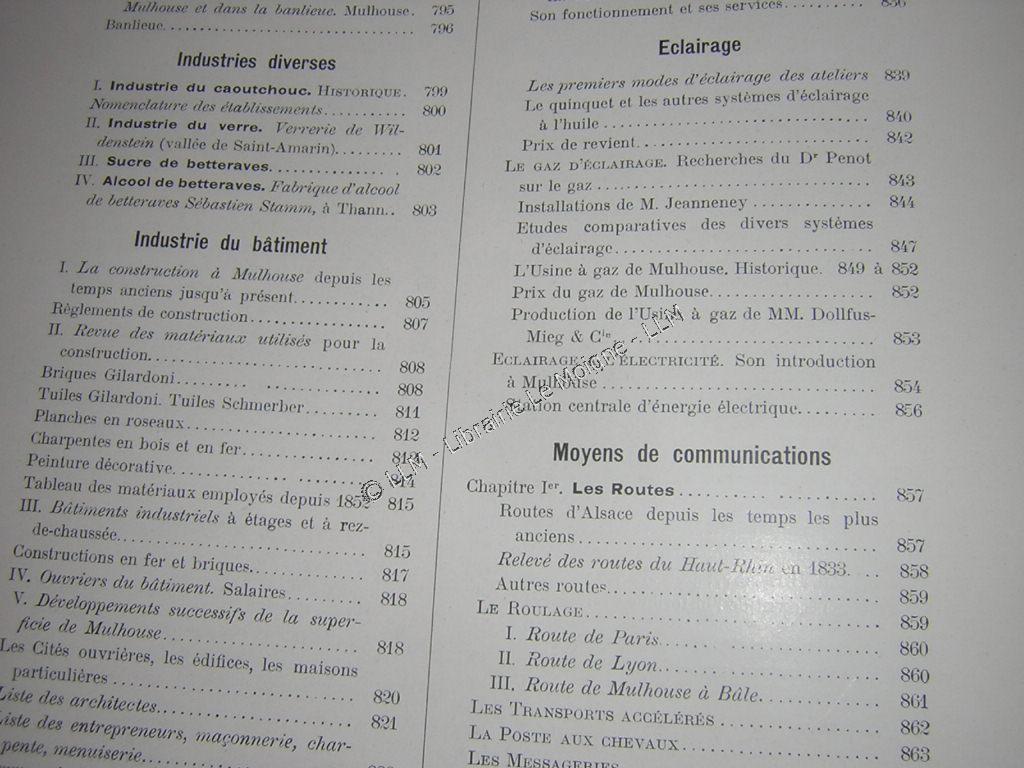 Mulhouse et dans la banlieue. Mulhouse. 795
Banlieue. 796
Industries diverses
I. Industrie du caoutchouc. HISTORIQUE. 799
Nomenclature des établissements. 800
II. Industrie du verre. Verrerie de Wil-
denstein (vallée de Saint-Amarin). 801
III. Sucre de betteraves. 802
IV. Alcool de betteraves. Fabrique d'alcool
de betteraves Sébastien Stamm, à Thann.. 803
Industrie du bâtiment
I. La construction à Mulhouse depuis les
temps anciens jusqu'à présent. 805
Règlements de construction. 807
II. Revue des matériaux utilisés pour la
construction. 808
Briques Gilardoni. 808
Tuiles Gilardoni. Tuiles Schmerber. 811
Planches en roseaux. 812
Charpentes en bois et en fer.
Peinture décorative. 814
Tableau des matériaux employés depuis 1852 815
III. Bâtiments industriels à étages et à rez-
de-chaussée. 815
Constructions en fer et briques. 817
IV. Ouvriers du bâtiment. Salaires. 818
V. Développements successifs de la super-
ficie de Mulhouse. 818
Les Cités ouvrières, les édifices, les maisons
particulières 820
Liste des architectes. 821
Liste des entrepreneurs, maçonnerie, char-
pente, menuiserie.
Son fonctionnement et ses services. 836
Eclairage
Les premiers modes d'éclairage des ateliers 839
Le quinquet et les autres systèmes d'éclairage
à l'huile 840
Prix de revient. 842
LE GAZ D'ÉCLAIRAGE. Recherches du Dr Penot
sur le gaz 843
Installations de M. Jeanneney 844
Etudes comparatives des divers systèmes
d'éclairage. 847
L'Usine à gaz de Mulhouse. Historique. 849 à 852
Prix du gaz de Mulhouse. 852
Production de l'Usine à gaz de MM. Dollfus-
Mieg & Cie 853
ECLAIRAGE A L'ÉLECTRICITÉ. Son introduction
à Mulhouse 854
Station centrale d'énergie électrique. 856
Moyens de communications
Chapitre Ier. Les Routes 857
Routes d'Alsace depuis les temps les plus
anciens 857
Relevé des routes du Haut-Rhin en 1833. 858
Autres routes. 859
LE ROULAGE. 859
I. Route de Paris. 860
II. Route de Lyon. 860
III. Route de Mulhouse à Bâle. 861
LES TRANSPORTS ACCÉLÉRÉS 862
LA POSTE AUX CHEVAUX. 863
LES MESSAGERIES
© LLM - Librairie Le Moigne - LLM